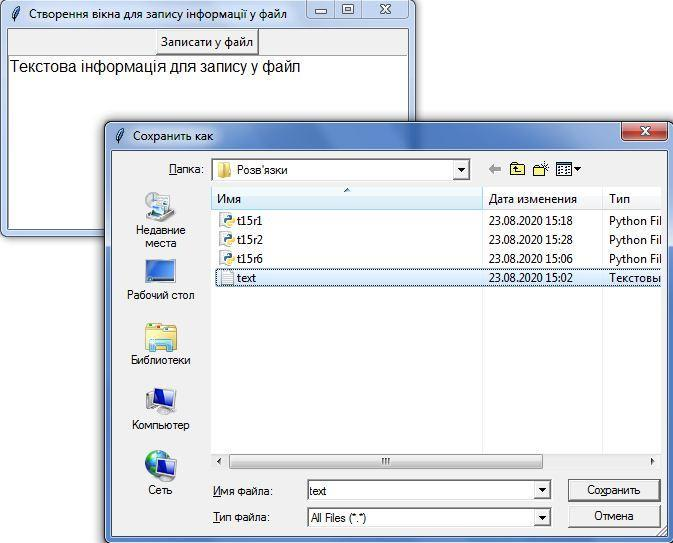 Створення вікна для запису інформації у файл
Записати у файл
Текстова інформація для запису у файл
Сохранить как
Папка: Розв'язки
Имя Дата изменения Тип
t15r1 23.08.2020 15:18 Python Fil
t15r2 23.08.2020 15:28 Python Fil
t15r6 23.08.2020 15:06 Python Fil
text 23.08.2020 15:02 Текстовы
Недавние
места
Рабочий стол
Библиотеки
Компьютер
Сеть
Имя файла: text Сохранить
Тип файла: All Files (*.*) Отмена